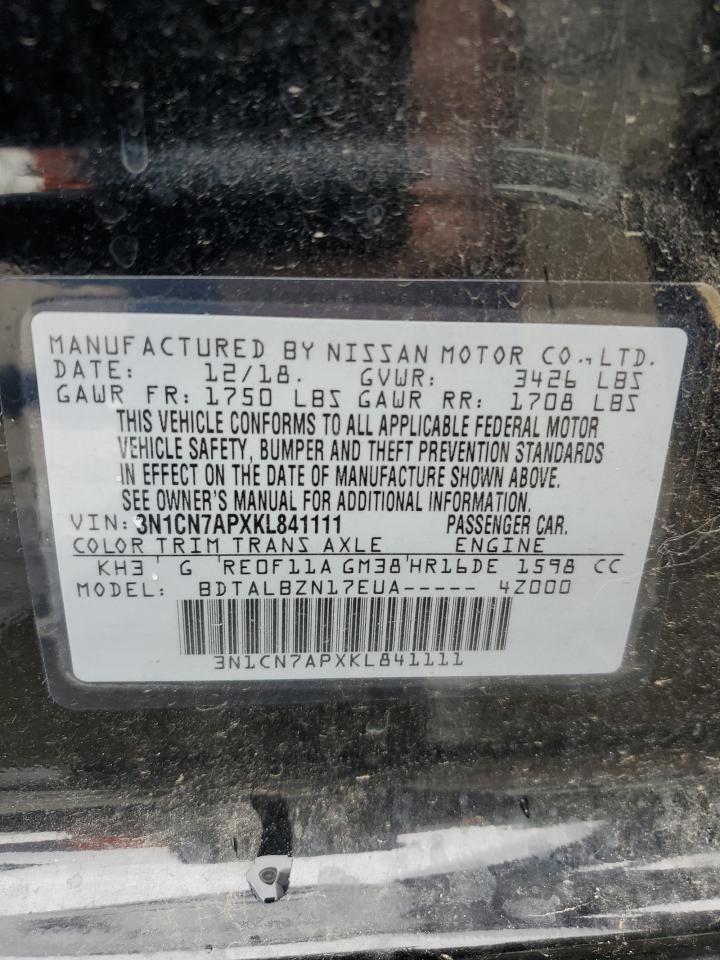 MANUFACTURED BY NISSAN MOTOR CO., LTD.
DATE: 12/18. GVWR: 3426 LBS
GAWR FR: 1750 LBS GAWR RR: 1708 LBS
THIS VEHICLE CONFORMS TO ALL APPLICABLE FEDERAL MOTOR
VEHICLE SAFETY, BUMPER AND THEFT PREVENTION STANDARDS
IN EFFECT ON THE DATE OF MANUFACTURE SHOWN ABOVE.
SEE OWNER'S MANUAL FOR ADDITIONAL INFORMATION.
VIN: 3N1CN7APXKL841111 PASSENGER CAR.
COLOR TRIM TRANS AXLE ENGINE
KH3 G RE0F11A GM38 HR16DE 1598 CC
MODEL: BDTALBZN17EUA----- 4Z000
3N1CN7APXKL841111